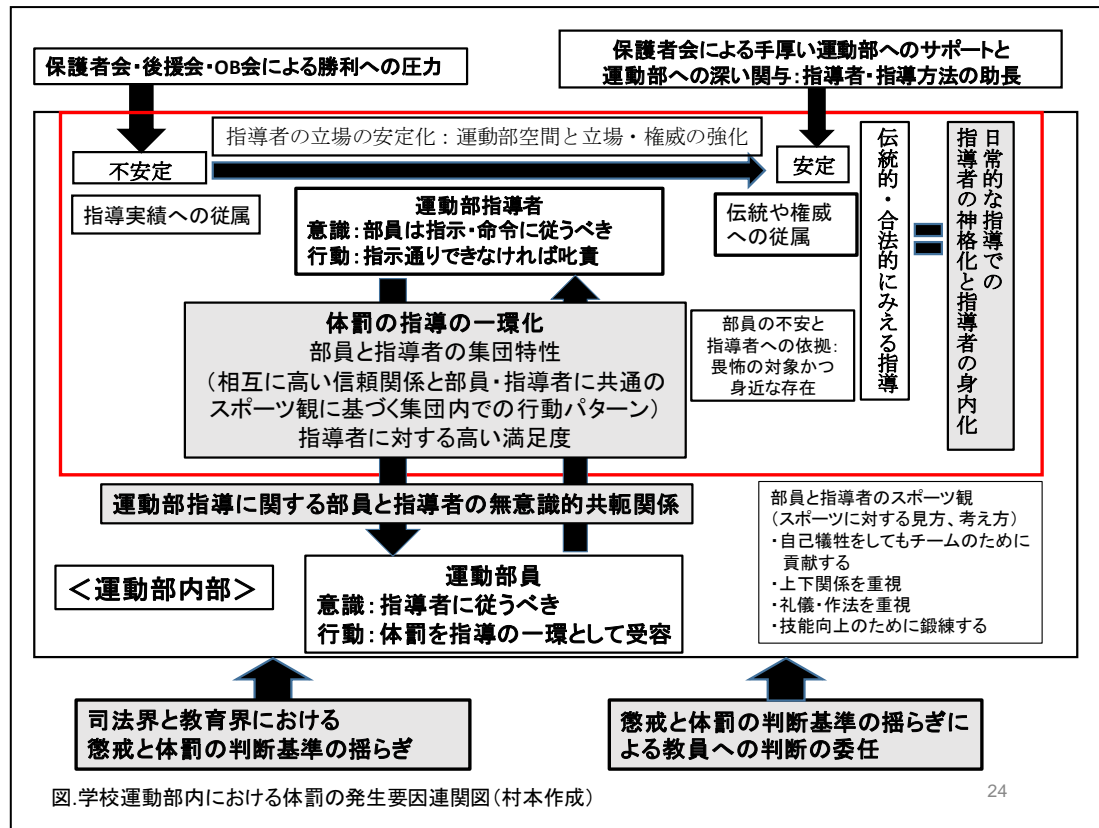 保護者会・後援会・OB会による勝利への圧力
保護者会による手厚い運動部へのサポートと
運動部への深い関与：指導者・指導方法の助長
指導者の立場の安定化：運動部空間と立場・権威の強化
不安定
安定
指導実績への従属
運動部指導者
意識：部員は指示・命令に従うべき
行動：指示通りできなければ叱責
伝統や権威
への従属
伝統的・合法的にみえる指導
日常的な指導での
指導者の神格化と指導者の身内化
体罰の指導の一環化
部員と指導者の集団特性
（相互に高い信頼関係と部員・指導者に共通の
スポーツ観に基づく集団内での行動パターン）
指導者に対する高い満足度
部員の不安と
指導者への依拠：
畏怖の対象かつ
身近な存在
運動部指導に関する部員と指導者の無意識的共軛関係
＜運動部内部＞
運動部員
意識：指導者に従うべき
行動：体罰を指導の一環として受容
部員と指導者のスポーツ観
（スポーツに対する見方、考え方）
・自己犠牲をしてもチームのために
貢献する
・上下関係を重視
・礼儀・作法を重視
・技能向上のために鍛練する
司法界と教育界における
懲戒と体罰の判断基準の揺らぎ
懲戒と体罰の判断基準の揺らぎに
よる教員への判断の委任
図.学校運動部内における体罰の発生要因連関図（村本作成）
24